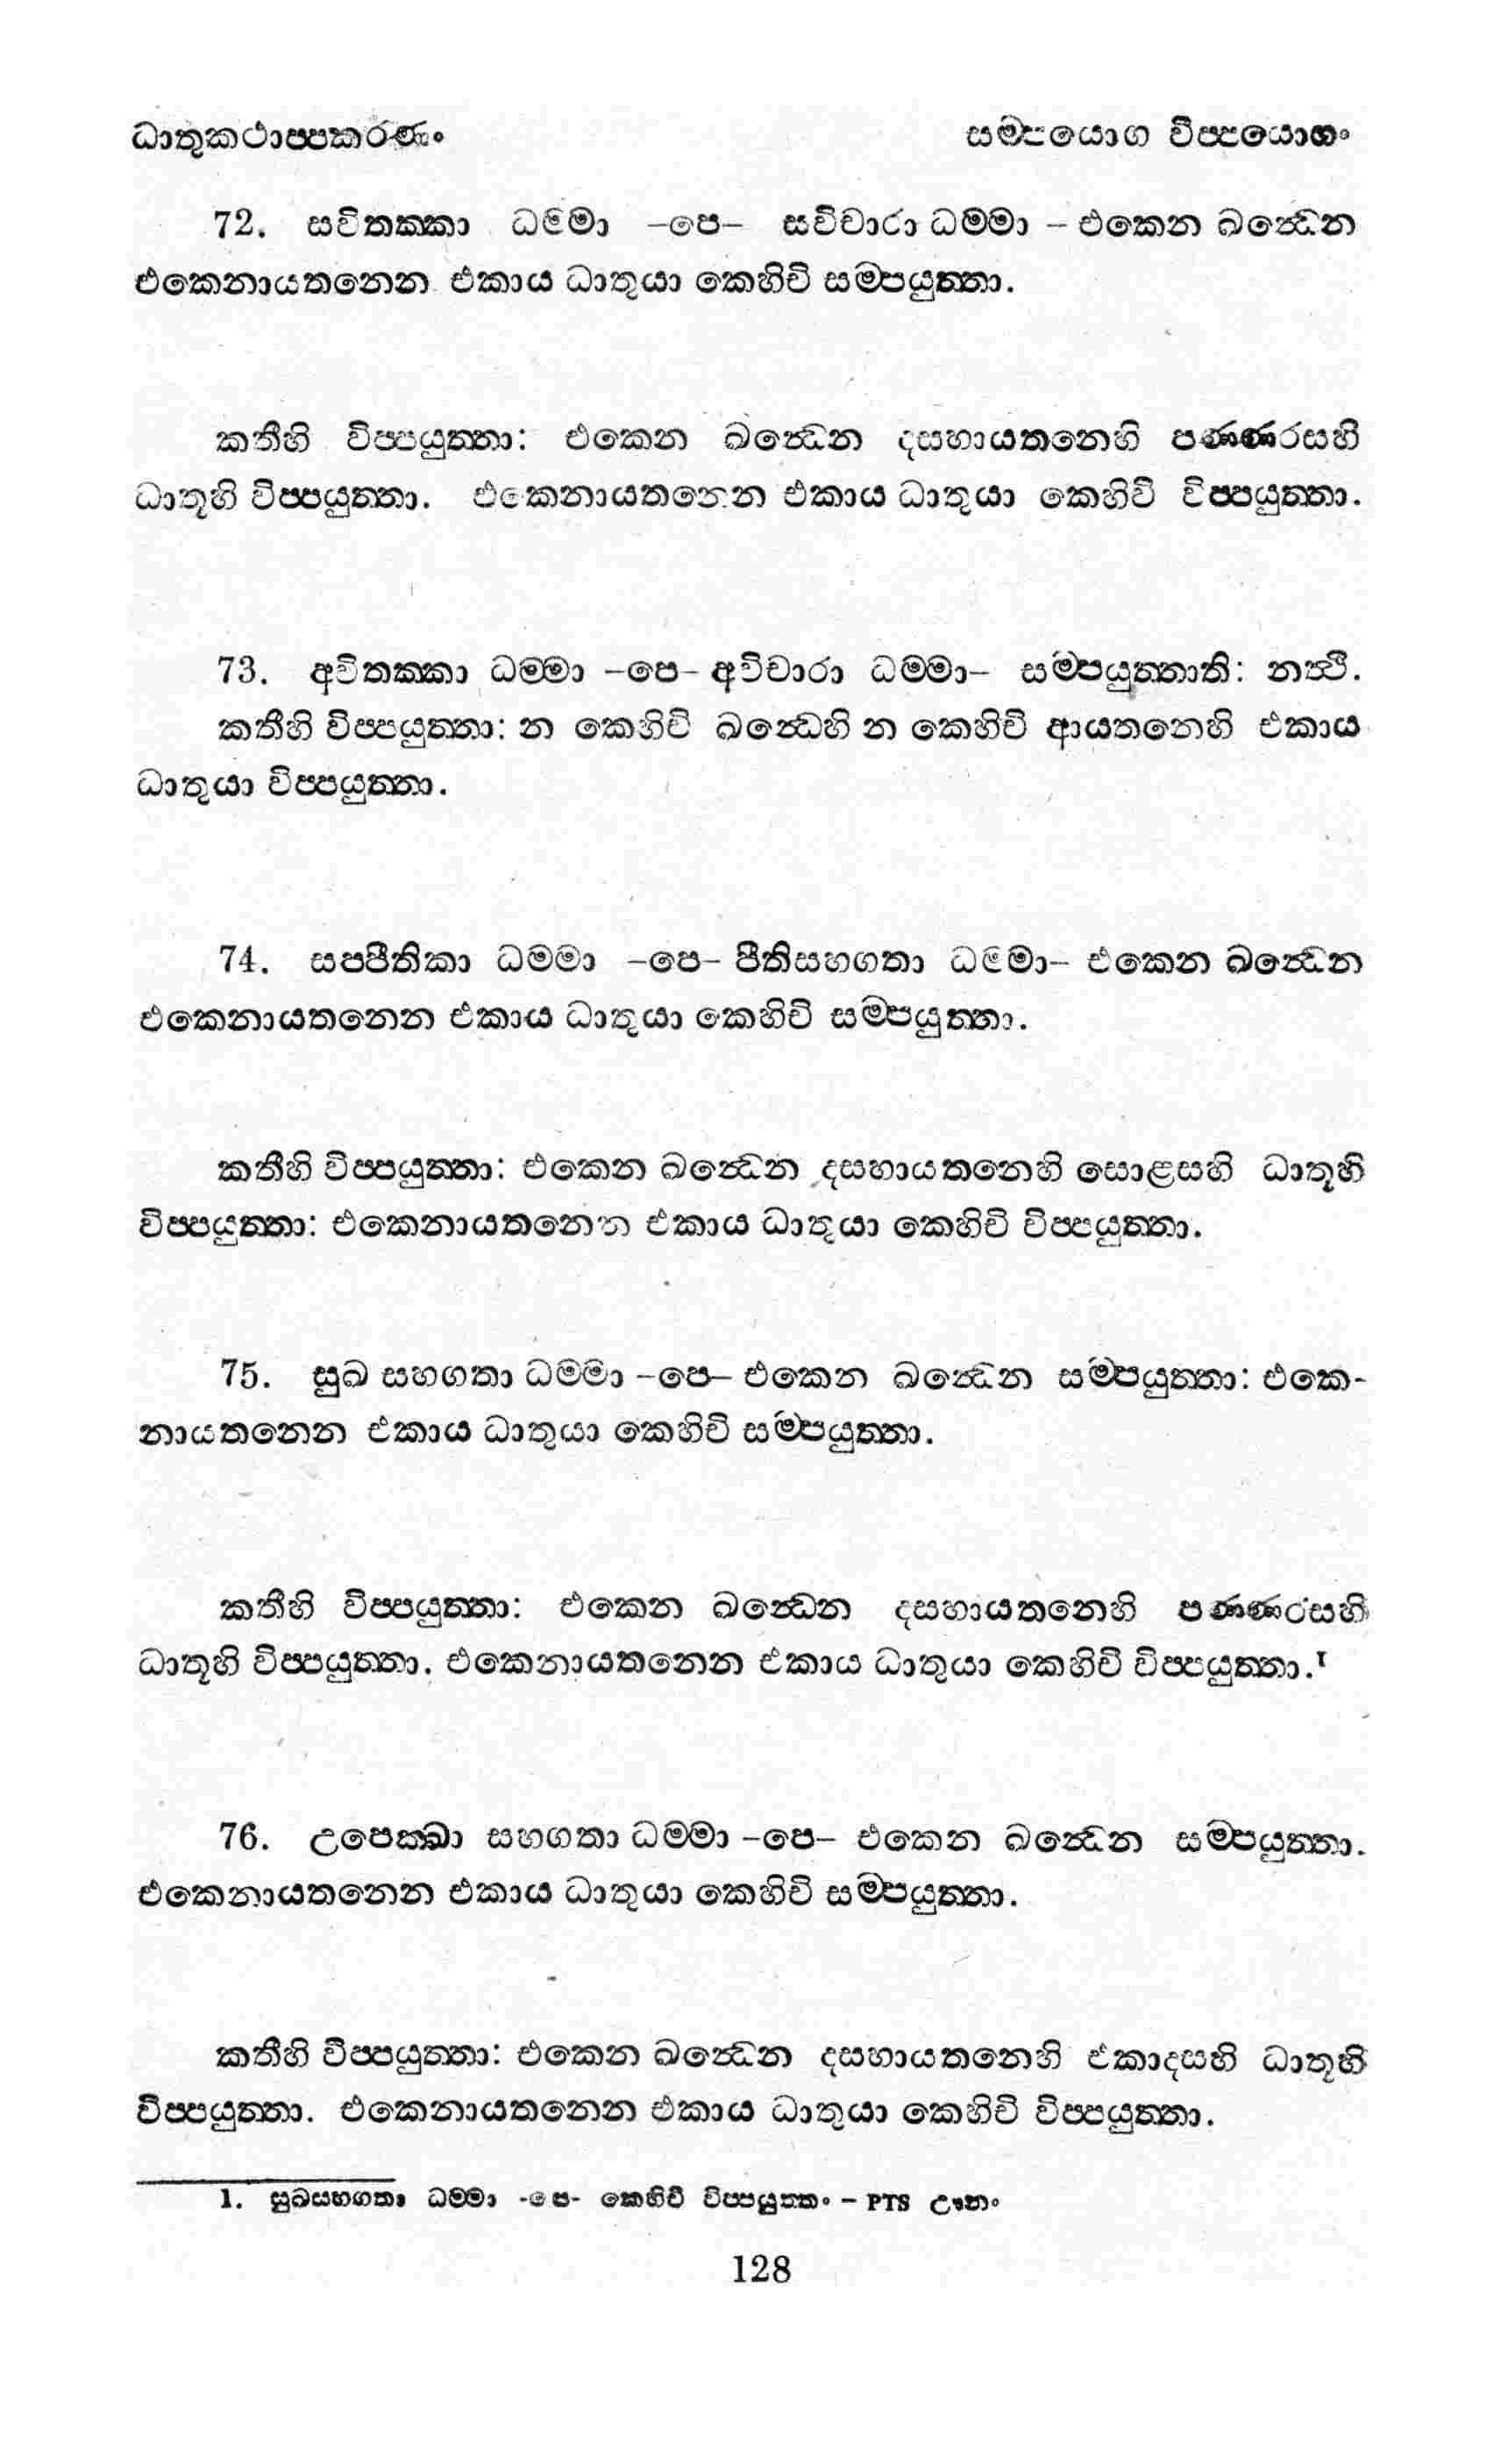 ධාතුකථාප්පකරණං සම්පයොග විප්පයොගං
72. සවිතක්කා ධම්මා –පෙ– සවිචාරා ධම්මා – එකෙන ඛන්ධෙන
එකෙනායතනෙන එකාය ධාතුයා කෙහිචි සම්පයුත්තා.
කතීහි විප්පයුත්තා: එකෙන ඛන්ධෙන දසහායතනෙහි පණ්ණරසහි
ධාතූහි විප්පයුත්තා. එකෙනායතනෙන එකාය ධාතුයා කෙහිචි විප්පයුත්තා.
73. අවිතක්කා ධම්මා –පෙ– අවිචාරා ධම්මා– සම්පයුත්තාති: නත්ථි.
කතීහි විප්පයුත්තා: න කෙහිචි ඛන්ධෙහි න කෙහිචි ආයතනෙහි එකාය
ධාතුයා විප්පයුත්තා.
74. සප්පීතිකා ධම්මා –පෙ– පීතිසහගතා ධම්මා– එකෙන ඛන්ධෙන
එකෙනායතනෙන එකාය ධාතුයා කෙහිචි සම්පයුත්තා.
කතීහි විප්පයුත්තා: එකෙන ඛන්ධෙන දසහායතනෙහි සොළසහි ධාතූහි
විප්පයුත්තා: එකෙනායතනෙන එකාය ධාතුයා කෙහිචි විප්පයුත්තා.
75. සුඛ සහගතා ධම්මා –පෙ– එකෙන ඛන්ධෙන සම්පයුත්තා: එකෙ-
නායතනෙන එකාය ධාතුයා කෙහිචි සම්පයුත්තා.
කතීහි විප්පයුත්තා: එකෙන ඛන්ධෙන දසහායතනෙහි පණ්ණරසහි
ධාතූහි විප්පයුත්තා. එකෙනායතනෙන එකාය ධාතුයා කෙහිචි විප්පයුත්තා.¹
76. උපෙක්ඛා සහගතා ධම්මා –පෙ– එකෙන ඛන්ධෙන සම්පයුත්තා.
එකෙනායතනෙන එකාය ධාතුයා කෙහිචි සම්පයුත්තා.
කතීහි විප්පයුත්තා: එකෙන ඛන්ධෙන දසහායතනෙහි එකාදසහි ධාතූහි
විප්පයුත්තා. එකෙනායතනෙන එකාය ධාතුයා කෙහිචි විප්පයුත්තා.
1. සුඛසහගතා ධම්මා -පෙ- කෙහිචි විප්පයුත්තං – PTS ඌනං
128